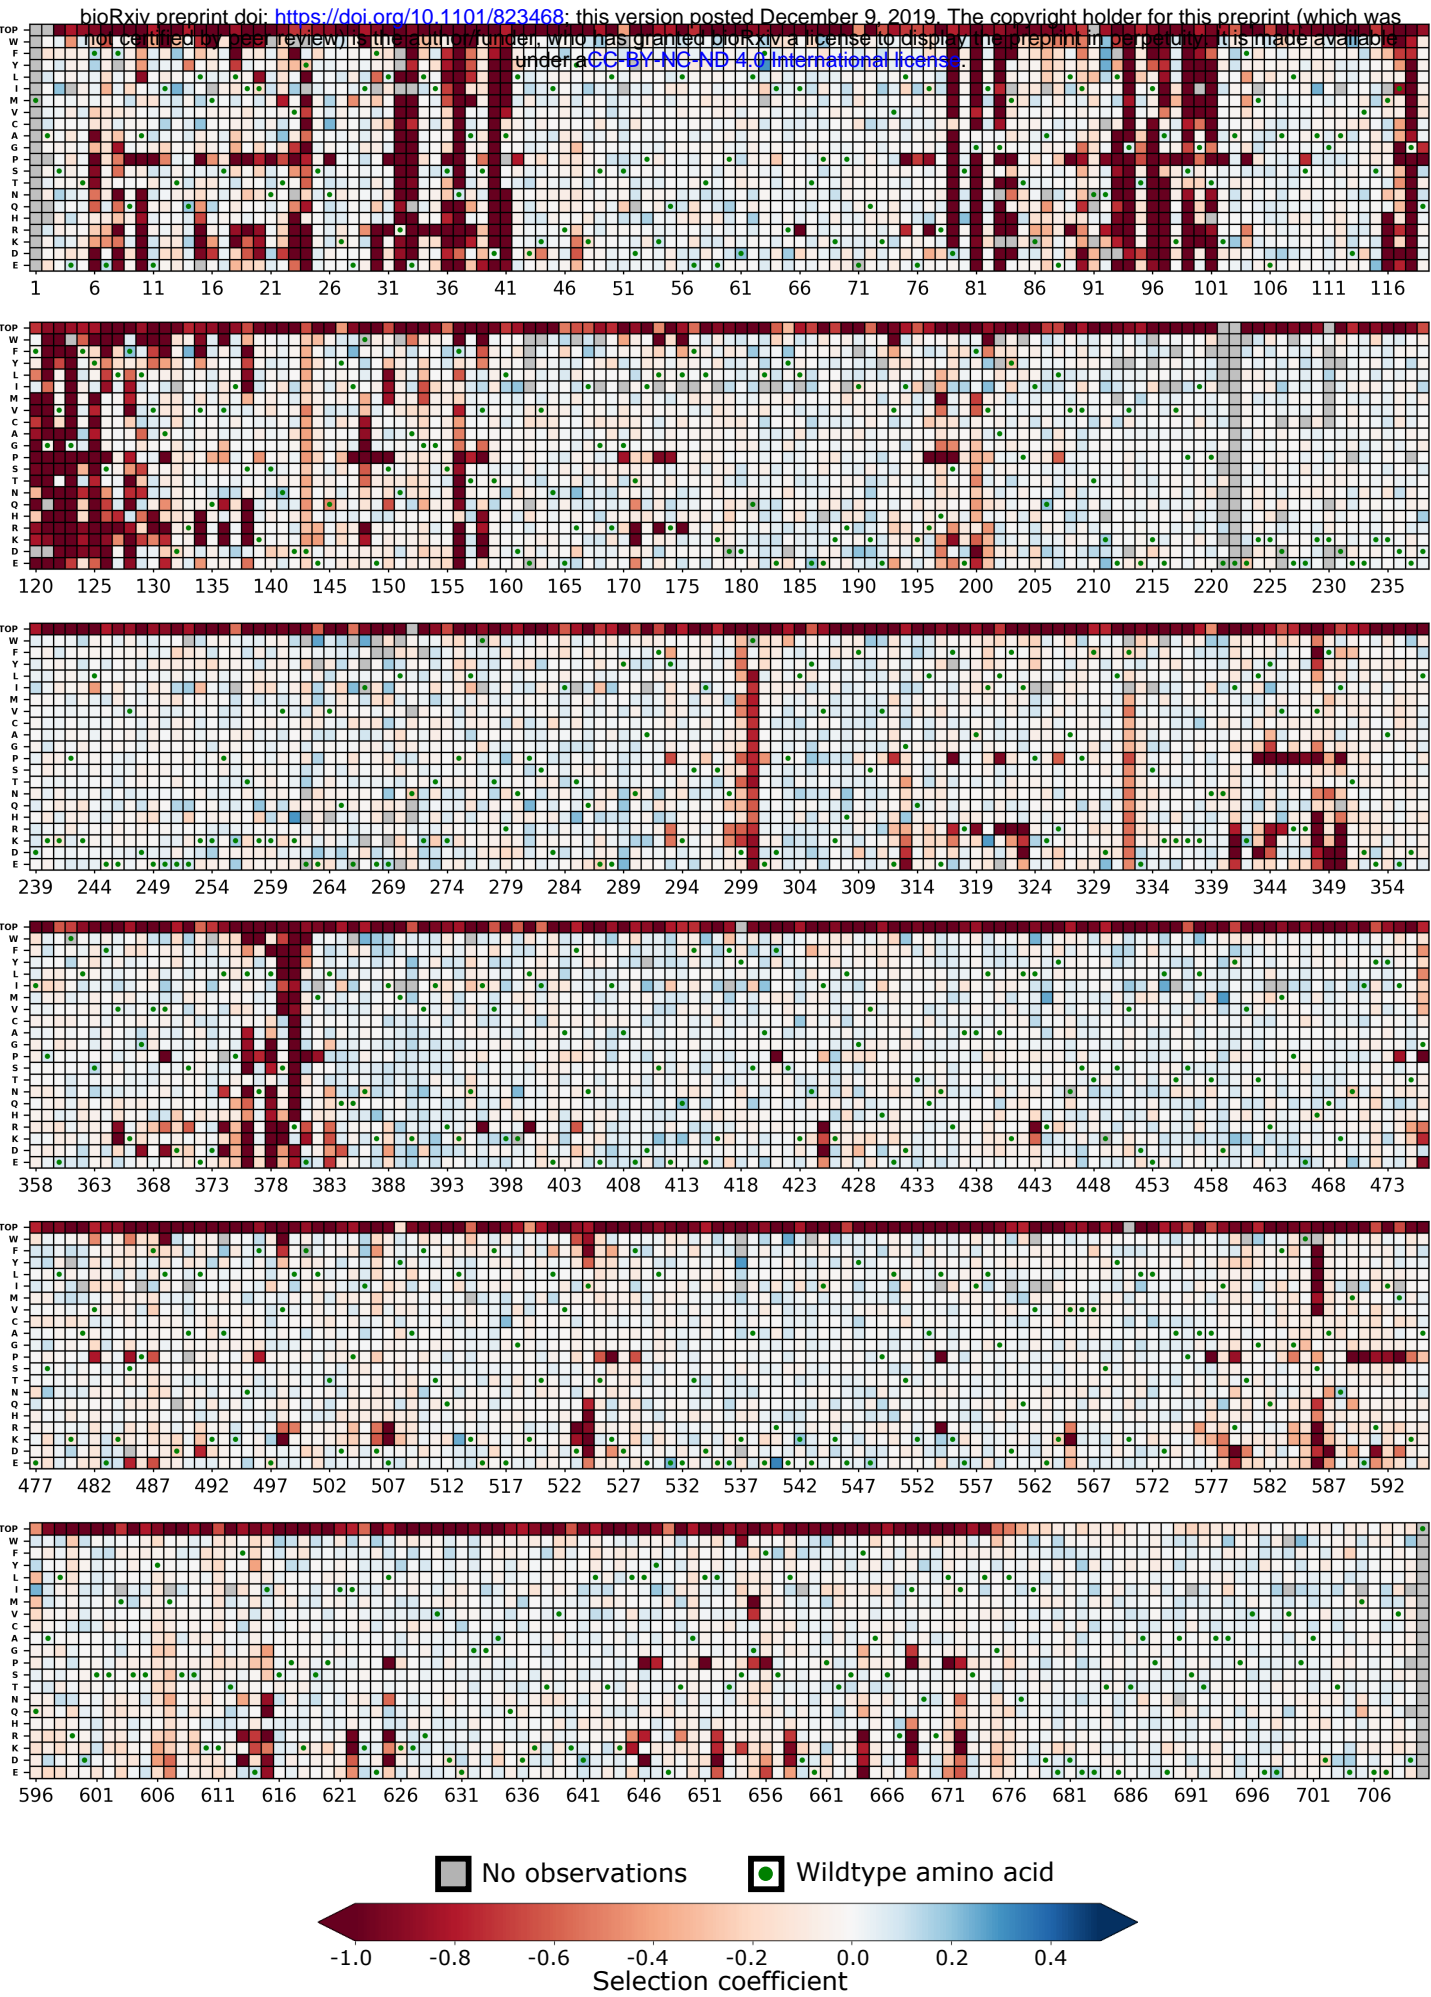 bioRxiv preprint doi: https://doi.org/10.1101/823468; this version posted December 9, 2019. The copyright holder for this preprint (which was
not certified by peer review) is the author/funder, who has granted bioRxiv a license to display the preprint in perpetuity. It is made available
under aCC-BY-NC-ND 4.0 International license.
TOP
W
F
Y
L
I
M
V
C
A
G
P
S
T
N
Q
H
R
K
D
E
1 6 11 16 21 26 31 36 41 46 51 56 61 66 71 76 81 86 91 96 101 106 111 116
TOP
W
F
Y
L
I
M
V
C
A
G
P
S
T
N
Q
H
R
K
D
E
120 125 130 135 140 145 150 155 160 165 170 175 180 185 190 195 200 205 210 215 220 225 230 235
TOP
W
F
Y
L
I
M
V
C
A
G
P
S
T
N
Q
H
R
K
D
E
239 244 249 254 259 264 269 274 279 284 289 294 299 304 309 314 319 324 329 334 339 344 349 354
TOP
W
F
Y
L
I
M
V
C
A
G
P
S
T
N
Q
H
R
K
D
E
358 363 368 373 378 383 388 393 398 403 408 413 418 423 428 433 438 443 448 453 458 463 468 473
TOP
W
F
Y
L
I
M
V
C
A
G
P
S
T
N
Q
H
R
K
D
E
477 482 487 492 497 502 507 512 517 522 527 532 537 542 547 552 557 562 567 572 577 582 587 592
TOP
W
F
Y
L
I
M
V
C
A
G
P
S
T
N
Q
H
R
K
D
E
596 601 606 611 616 621 626 631 636 641 646 651 656 661 666 671 676 681 686 691 696 701 706
No observations Wildtype amino acid
-1.0 -0.8 -0.6 -0.4 -0.2 0.0 0.2 0.4
Selection coefficient